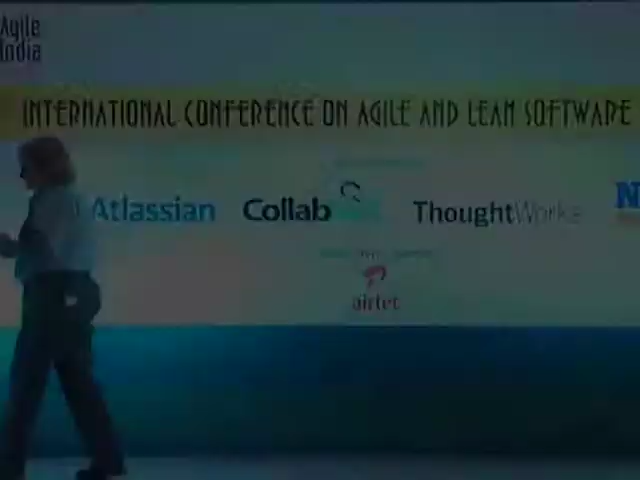 Agile
India
INTERNATIONAL CONFERENCE ON AGILE AND LEAN SOFTWARE
Atlassian Collab ThoughtWorks N
airtel